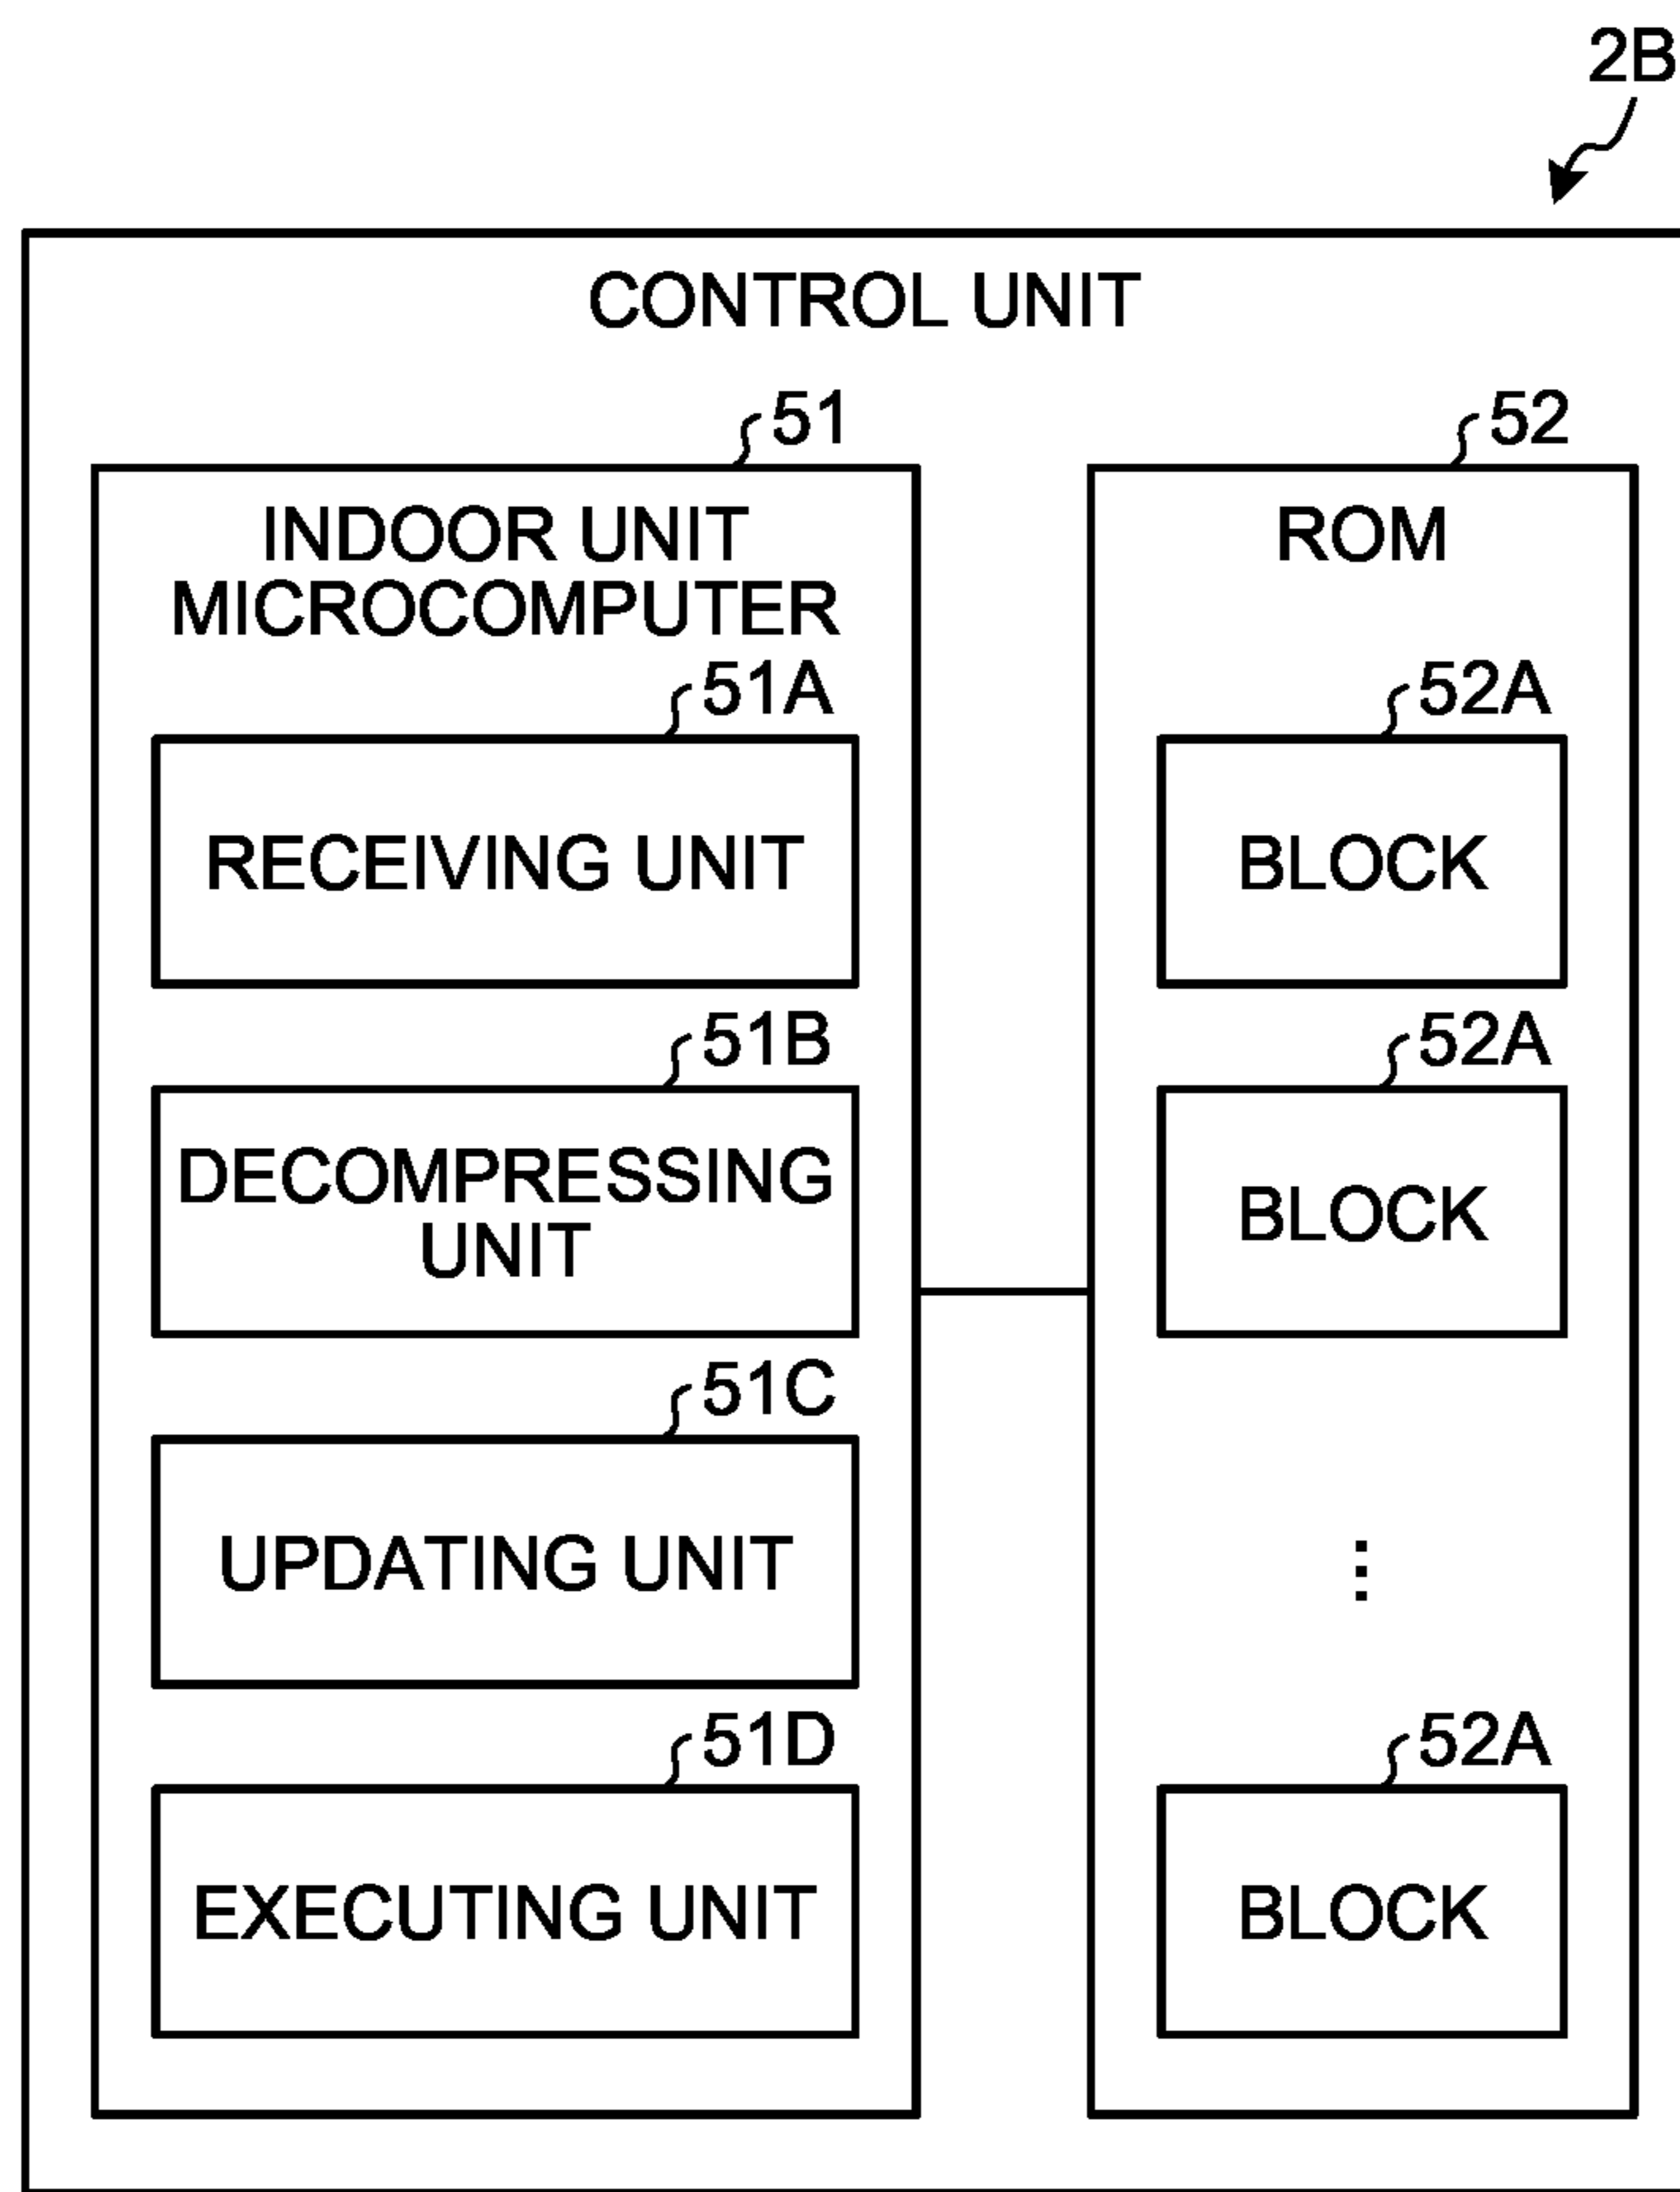 2B
CONTROL UNIT
51
INDOOR UNIT
MICROCOMPUTER
51A
RECEIVING UNIT
51B
DECOMPRESSING
UNIT
51C
UPDATING UNIT
51D
EXECUTING UNIT
52
ROM
52A
BLOCK
52A
BLOCK
⋮
52A
BLOCK